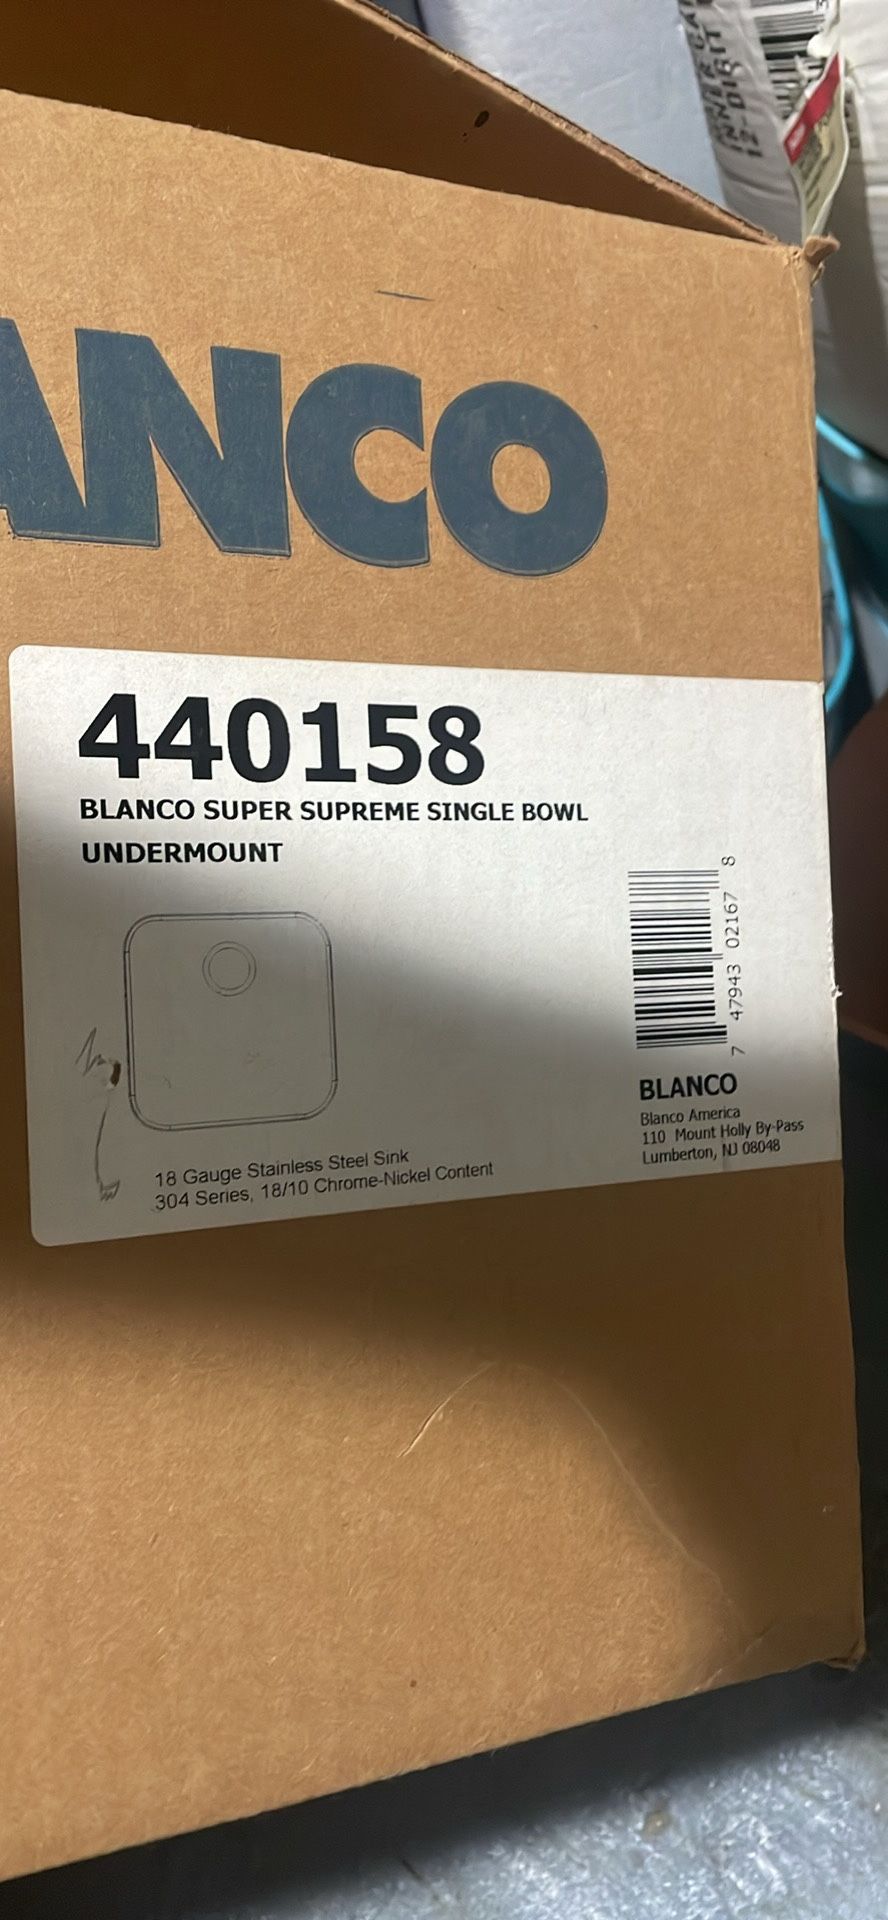 ANCO
440158
BLANCO SUPER SUPREME SINGLE BOWL
UNDERMOUNT
7 47943 02167 8
BLANCO
Blanco America
110 Mount Holly By-Pass
Lumberton, NJ 08048
18 Gauge Stainless Steel Sink
304 Series, 18/10 Chrome-Nickel Content